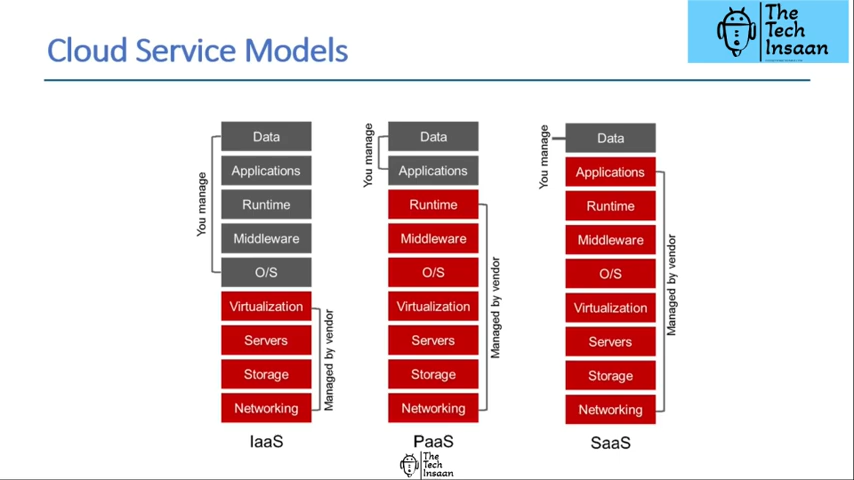 Cloud Service Models
The
Tech
Insaan
You manage
Data
Applications
Runtime
Middleware
O/S
Virtualization
Servers
Storage
Networking
Managed by vendor
IaaS
You manage
Data
Applications
Runtime
Middleware
O/S
Virtualization
Servers
Storage
Networking
Managed by vendor
PaaS
You manage
Data
Applications
Runtime
Middleware
O/S
Virtualization
Servers
Storage
Networking
Managed by vendor
SaaS
The
Tech
Insaan